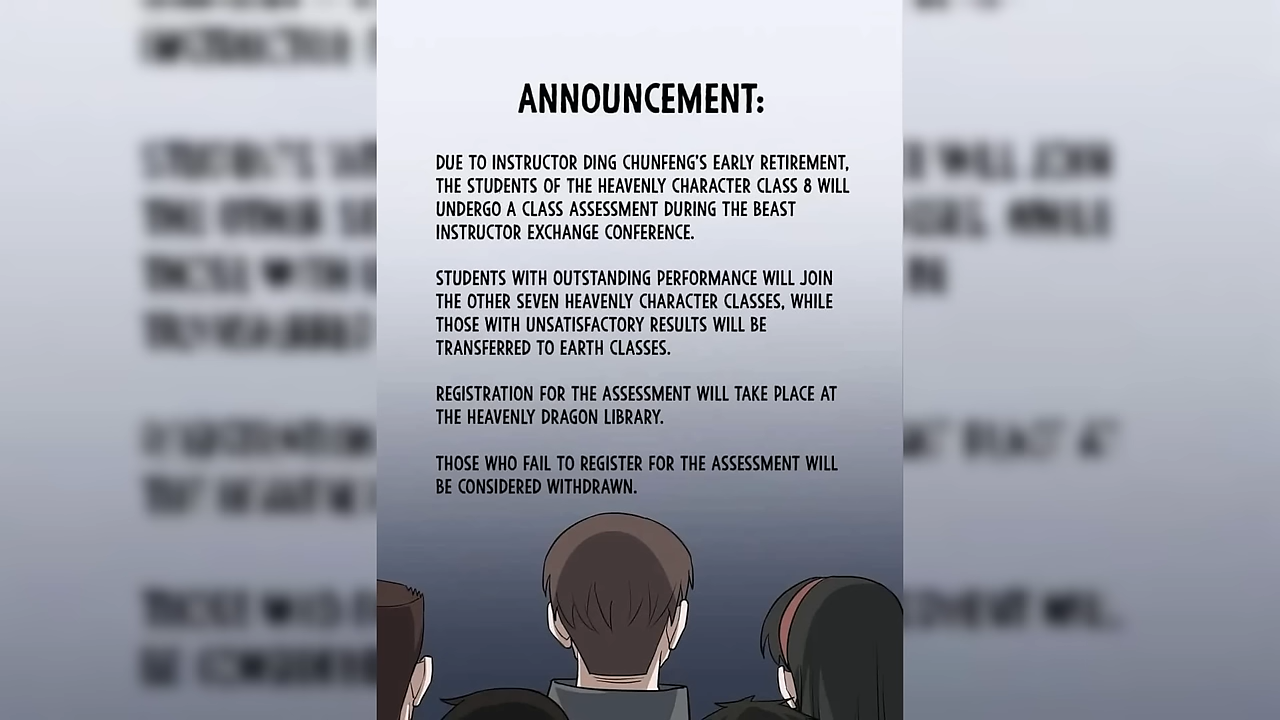 ANNOUNCEMENT:
DUE TO INSTRUCTOR DING CHUNFENG'S EARLY RETIREMENT,
THE STUDENTS OF THE HEAVENLY CHARACTER CLASS 8 WILL
UNDERGO A CLASS ASSESSMENT DURING THE BEAST
INSTRUCTOR EXCHANGE CONFERENCE.
STUDENTS WITH OUTSTANDING PERFORMANCE WILL JOIN
THE OTHER SEVEN HEAVENLY CHARACTER CLASSES, WHILE
THOSE WITH UNSATISFACTORY RESULTS WILL BE
TRANSFERRED TO EARTH CLASSES.
REGISTRATION FOR THE ASSESSMENT WILL TAKE PLACE AT
THE HEAVENLY DRAGON LIBRARY.
THOSE WHO FAIL TO REGISTER FOR THE ASSESSMENT WILL
BE CONSIDERED WITHDRAWN.